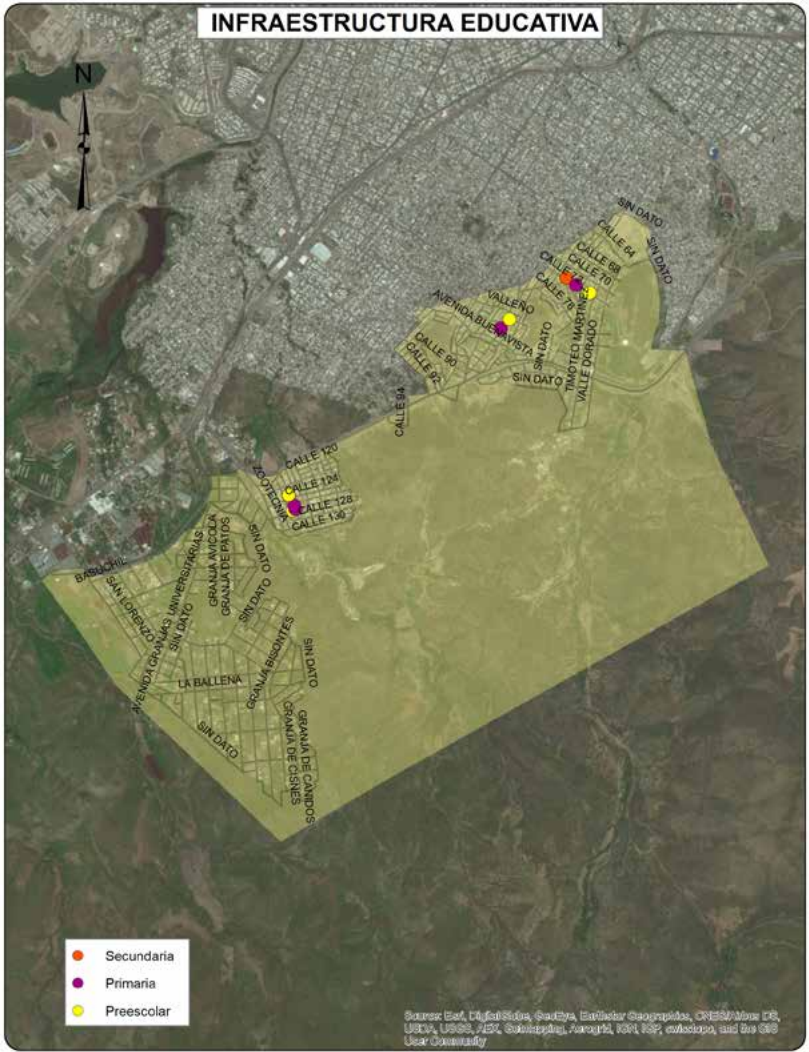 INFRAESTRUCTURA EDUCATIVA
N
SIN DATO
CALLE 64
SIN DATO
CALLE 68
CALLE 70
CALLE
CALLE 78
VALLEÑO
AVENIDA BUENAVISTA
TIMOTEO MARTINEZ
VALLE DORADO
SIN DATO
CALLE 90
CALLE 92
SIN DATO
CALLE 94
CALLE 120
ZOOTECNIA
CALLE 124
CALLE 128
CALLE 130
SIN DATO
GRANJA AVICOLA
GRANJA DE PATOS
BASUCHIL
SAN LORENZO
AVENIDA GRANJAS UNIVERSITARIAS
SIN DATO
SIN DATO
GRANJA BISONTES
SIN DATO
LA BALLENA
SIN DATO
GRANJA DE CISNES
GRANJA DE CANIDOS
Secundaria
Primaria
Preescolar
Source: Esri, DigitalGlobe, GeoEye, Earthstar Geographics, CNES/Airbus DS,
USDA, USGS, AEX, Getmapping, Aerogrid, IGN, IGP, swisstopo, and the GIS
User Community